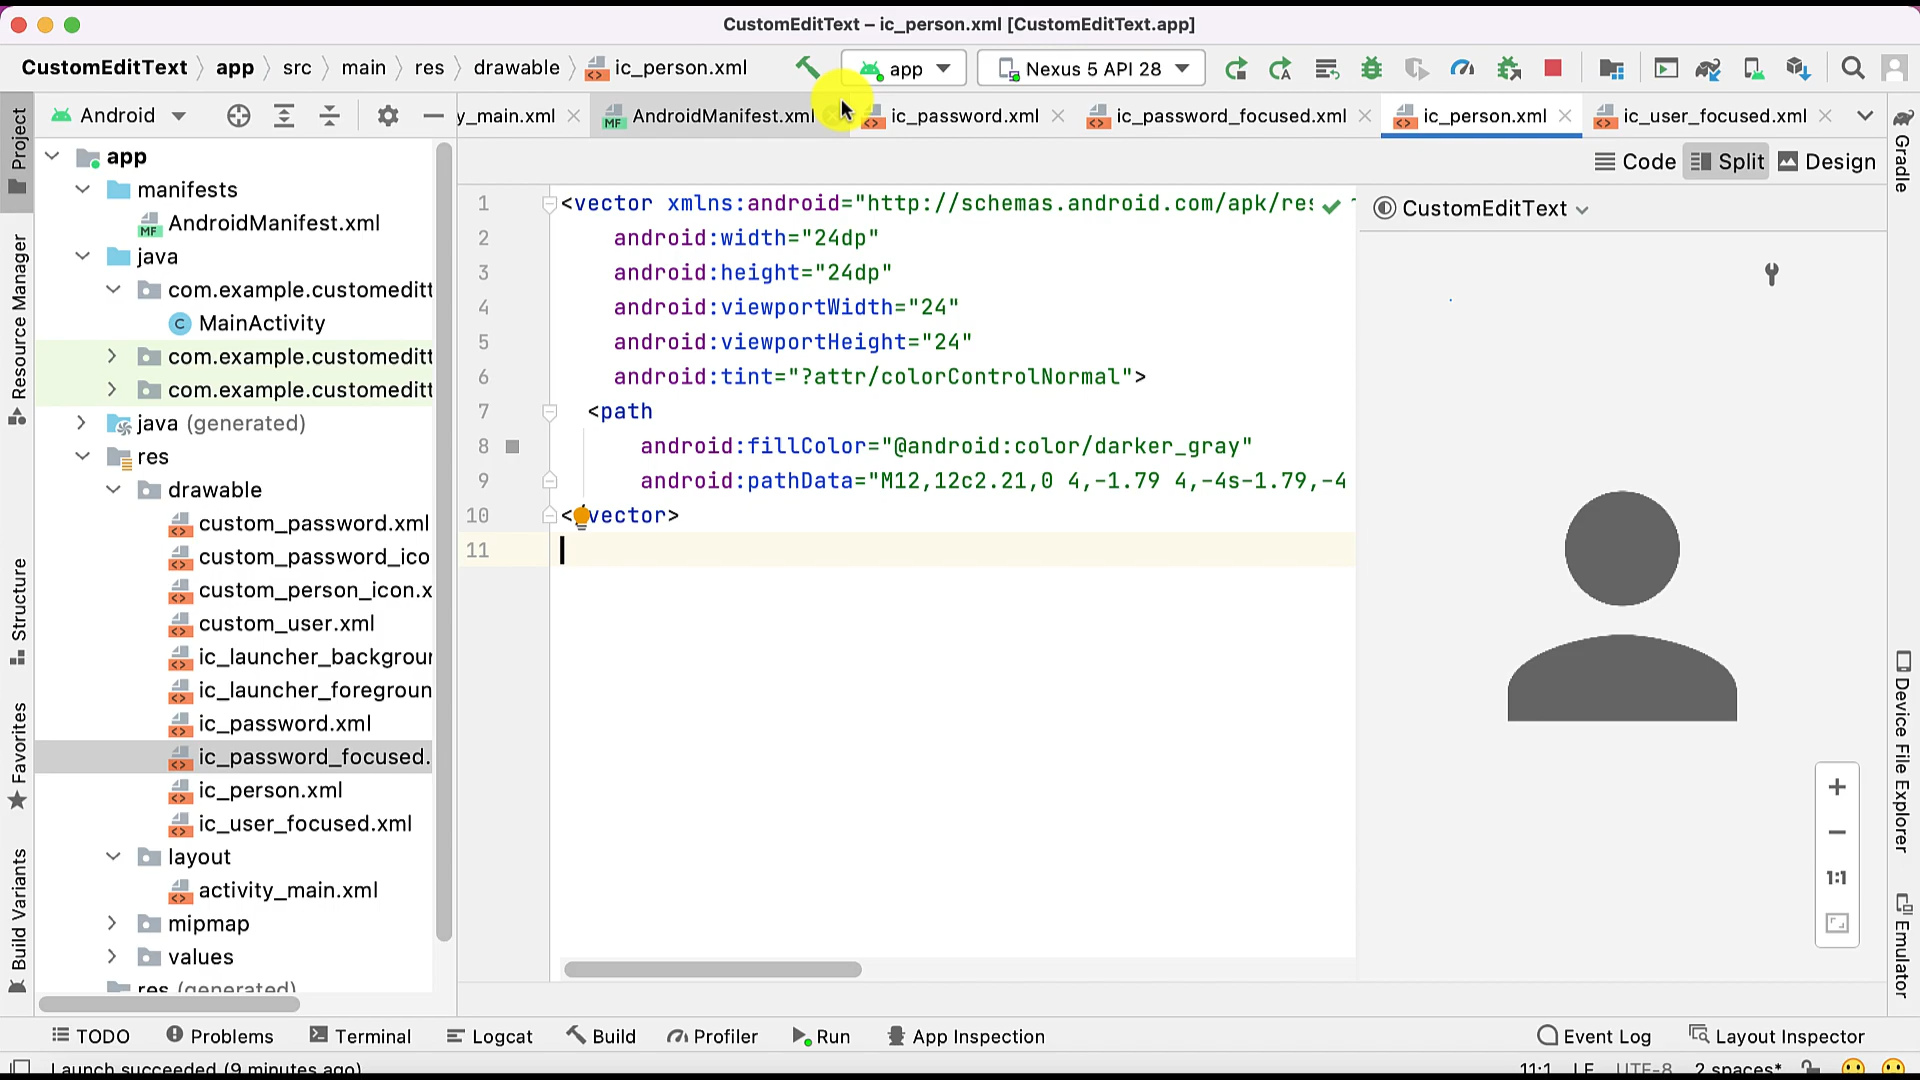 CustomEditText – ic_person.xml [CustomEditText.app]
CustomEditText app src main res drawable ic_person.xml app Nexus 5 API 28
Android y_main.xml AndroidManifest.xml ic_password.xml ic_password_focused.xml ic_person.xml ic_user_focused.xml
Code Split Design
Project
Resource Manager
Structure
Favorites
Build Variants
app
manifests
MF AndroidManifest.xml
java
com.example.customeditt
C MainActivity
com.example.customeditt
com.example.customeditt
java (generated)
res
drawable
custom_password.xml
custom_password_ico
custom_person_icon.x
custom_user.xml
ic_launcher_backgrour
ic_launcher_foregroun
ic_password.xml
ic_password_focused.
ic_person.xml
ic_user_focused.xml
layout
activity_main.xml
mipmap
values
res (generated)
1 <vector xmlns:android="http://schemas.android.com/apk/res
2 android:width="24dp"
3 android:height="24dp"
4 android:viewportWidth="24"
5 android:viewportHeight="24"
6 android:tint="?attr/colorControlNormal">
7 <path
8 android:fillColor="@android:color/darker_gray"
9 android:pathData="M12,12c2.21,0 4,-1.79 4,-4s-1.79,-4
10 </vector>
11
CustomEditText
1:1
Gradle
Device File Explorer
Emulator
TODO Problems Terminal Logcat Build Profiler Run App Inspection Event Log Layout Inspector
Launch succeeded (9 minutes ago) 11:1 LF UTF-8 2 spaces*